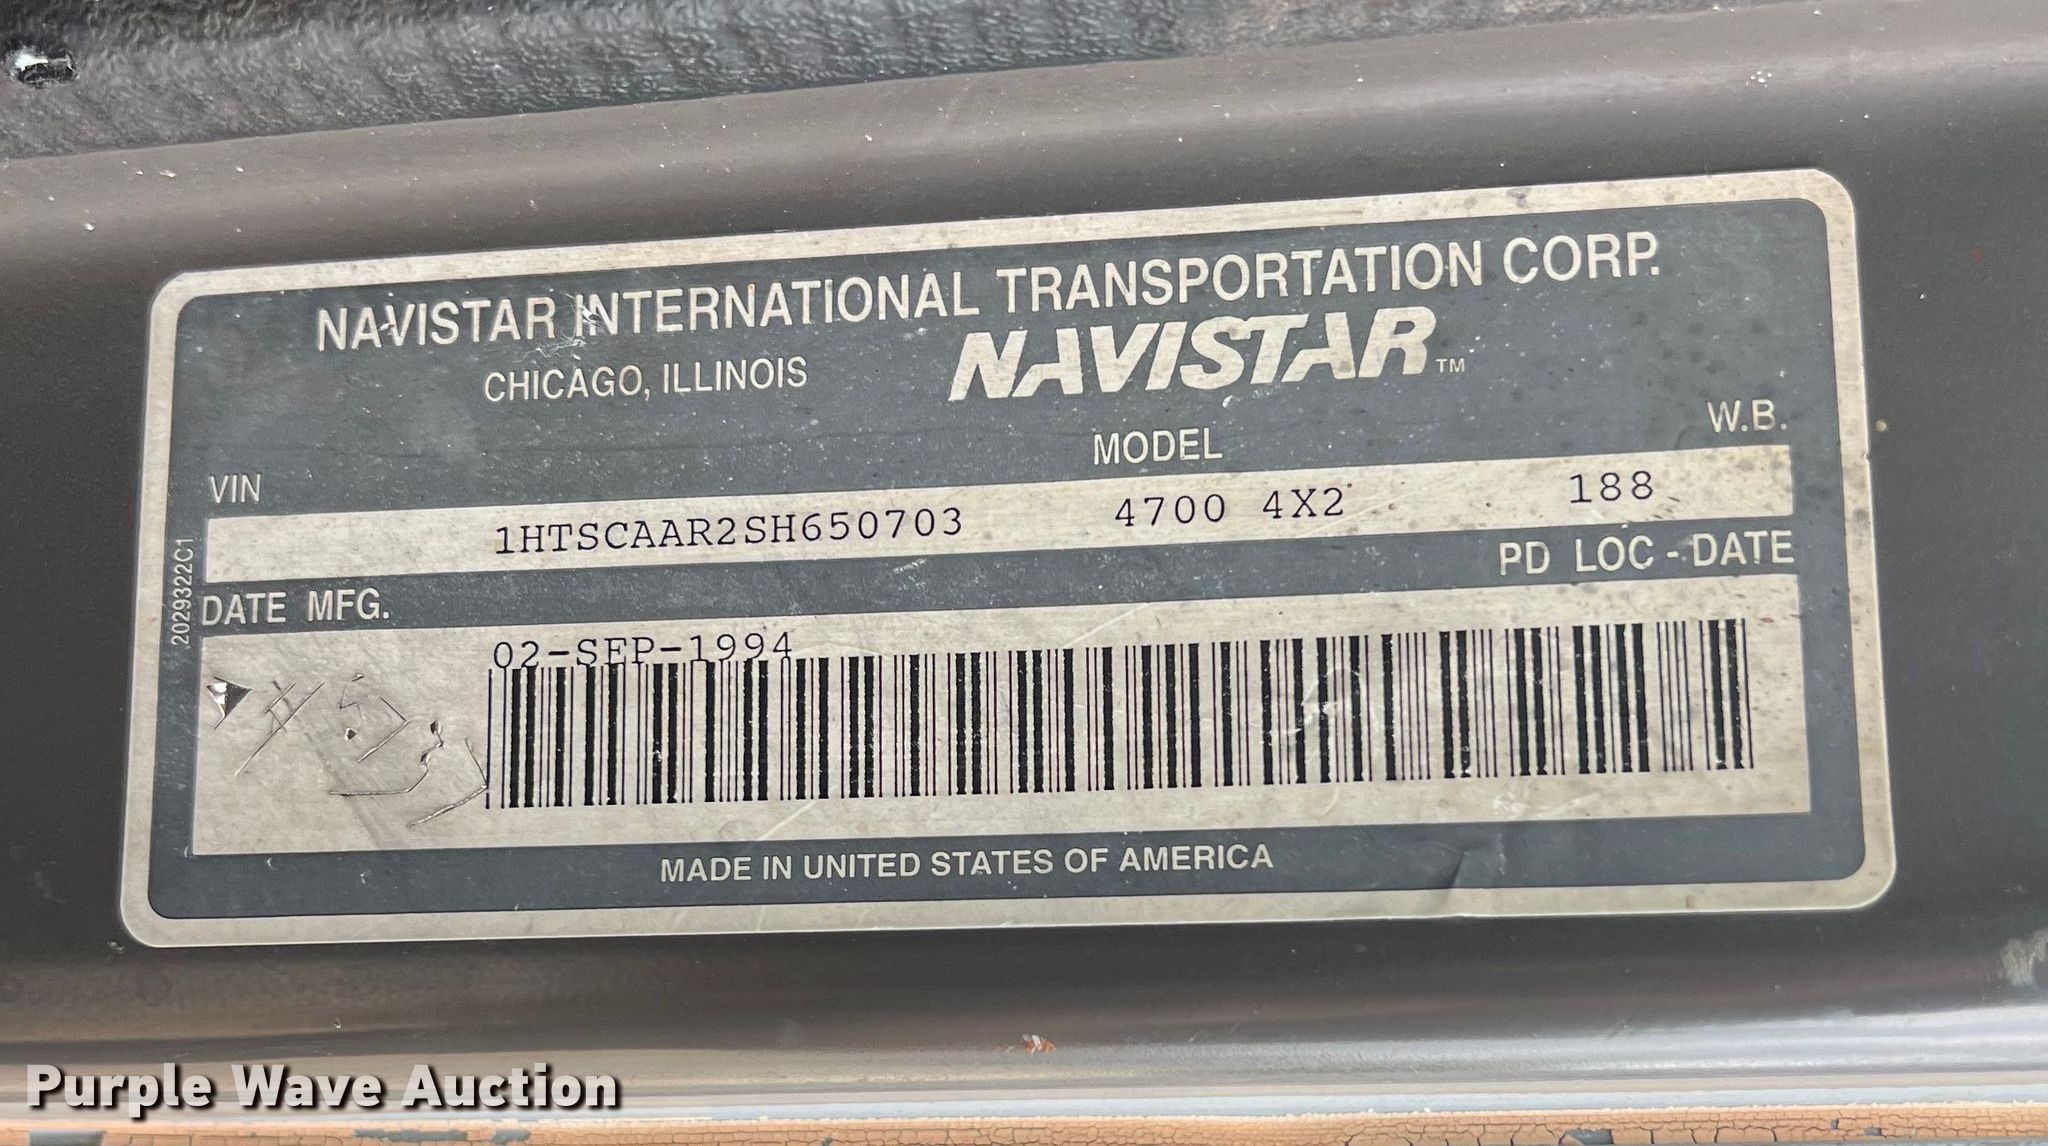 NAVISTAR INTERNATIONAL TRANSPORTATION CORP.
CHICAGO, ILLINOIS NAVISTAR™
VIN MODEL W.B.
1HTSCAAR2SH650703 4700 4X2 188
DATE MFG. PD LOC - DATE
02-SEP-1994
2029322C1
MADE IN UNITED STATES OF AMERICA
Purple Wave Auction